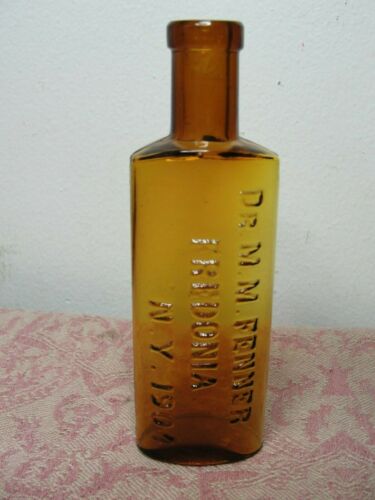 DR. M. M. FENNER
FREDONIA
N.Y. 1904